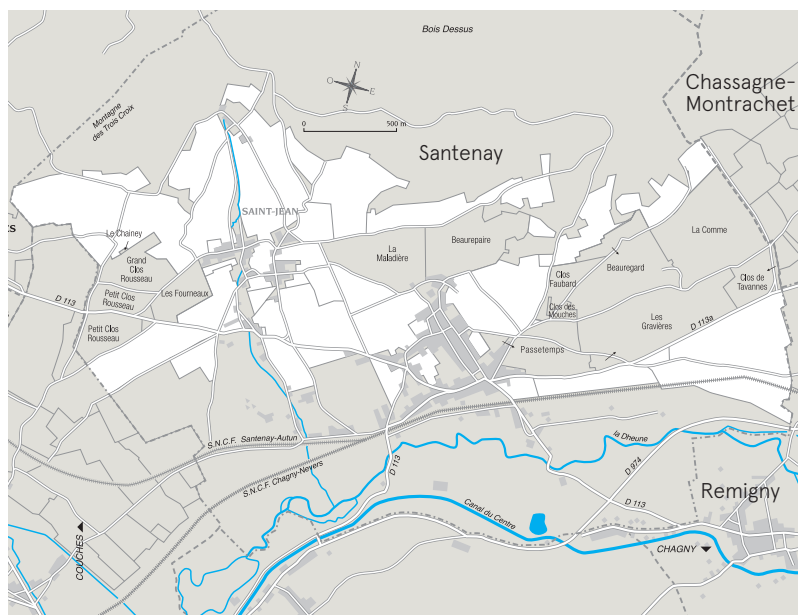 Bois Dessus
N
O
E
S
Chassagne-
Montrachet
Montagne
des Trois Croix
0
500 m
Santenay
SAINT-JEAN
Le Chainey
La Comme
Beaurepaire
La
Maladière
Grand
Clos
Rousseau
Beauregard
Clos
Faubard
Clos de
Tavannes
Petit Clos
Rousseau
Les Fourneaux
D 113
Clos des
Mouches
Les
Gravières
D 113a
Petit Clos
Rousseau
Passetemps
la Dheune
S.N.C.F. Santenay-Autun
D 113
D 974
S.N.C.F. Chagny-Nevers
Remigny
Canal du Centre
D 113
COUCHES
CHAGNY